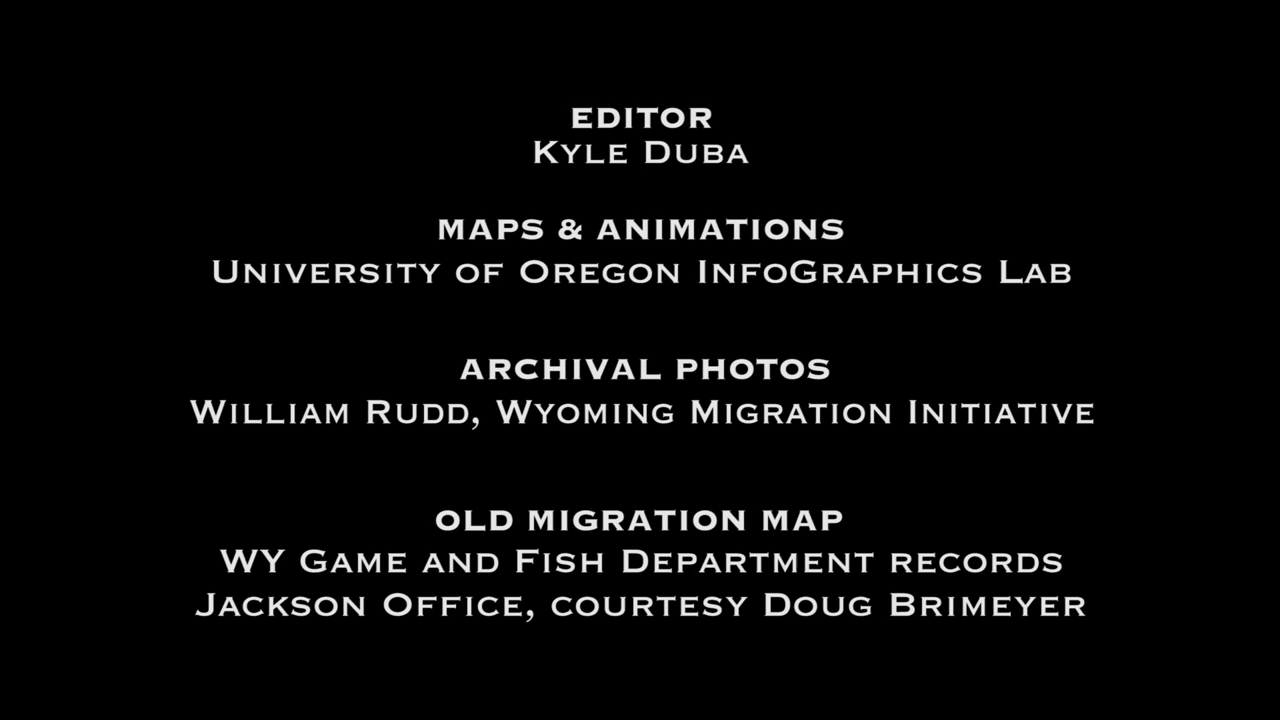 EDITOR
Kyle Duba
MAPS & ANIMATIONS
University of Oregon InfoGraphics Lab
ARCHIVAL PHOTOS
William Rudd, Wyoming Migration Initiative
OLD MIGRATION MAP
WY Game and Fish Department records
Jackson Office, courtesy Doug Brimeyer